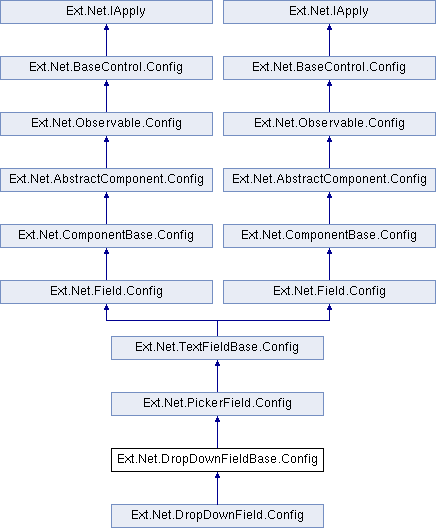 Ext.Net.IApply
Ext.Net.IApply
Ext.Net.BaseControl.Config
Ext.Net.BaseControl.Config
Ext.Net.Observable.Config
Ext.Net.Observable.Config
Ext.Net.AbstractComponent.Config
Ext.Net.AbstractComponent.Config
Ext.Net.ComponentBase.Config
Ext.Net.ComponentBase.Config
Ext.Net.Field.Config
Ext.Net.Field.Config
Ext.Net.TextFieldBase.Config
Ext.Net.PickerField.Config
Ext.Net.DropDownFieldBase.Config
Ext.Net.DropDownField.Config